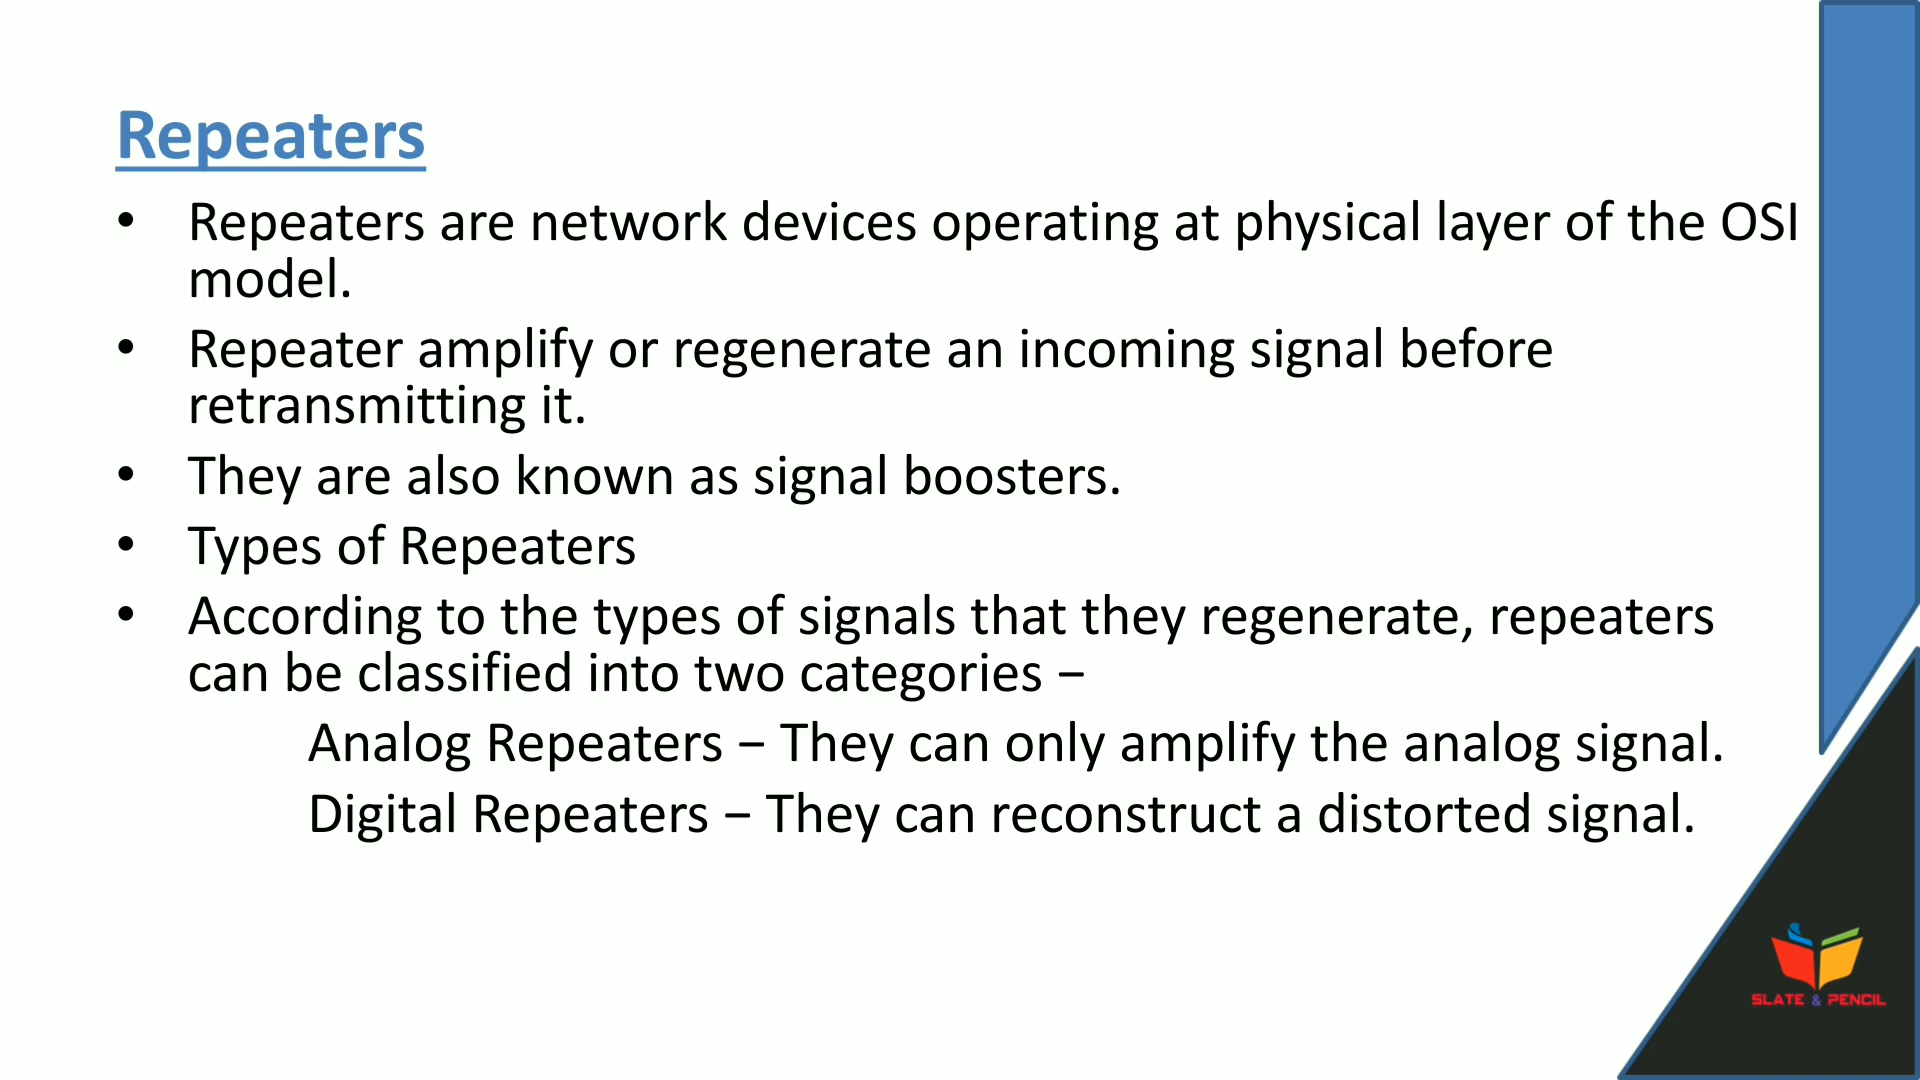 Repeaters
• Repeaters are network devices operating at physical layer of the OSI
model.
• Repeater amplify or regenerate an incoming signal before
retransmitting it.
• They are also known as signal boosters.
• Types of Repeaters
• According to the types of signals that they regenerate, repeaters
can be classified into two categories −
Analog Repeaters − They can only amplify the analog signal.
Digital Repeaters − They can reconstruct a distorted signal.
SLATE & PENCIL